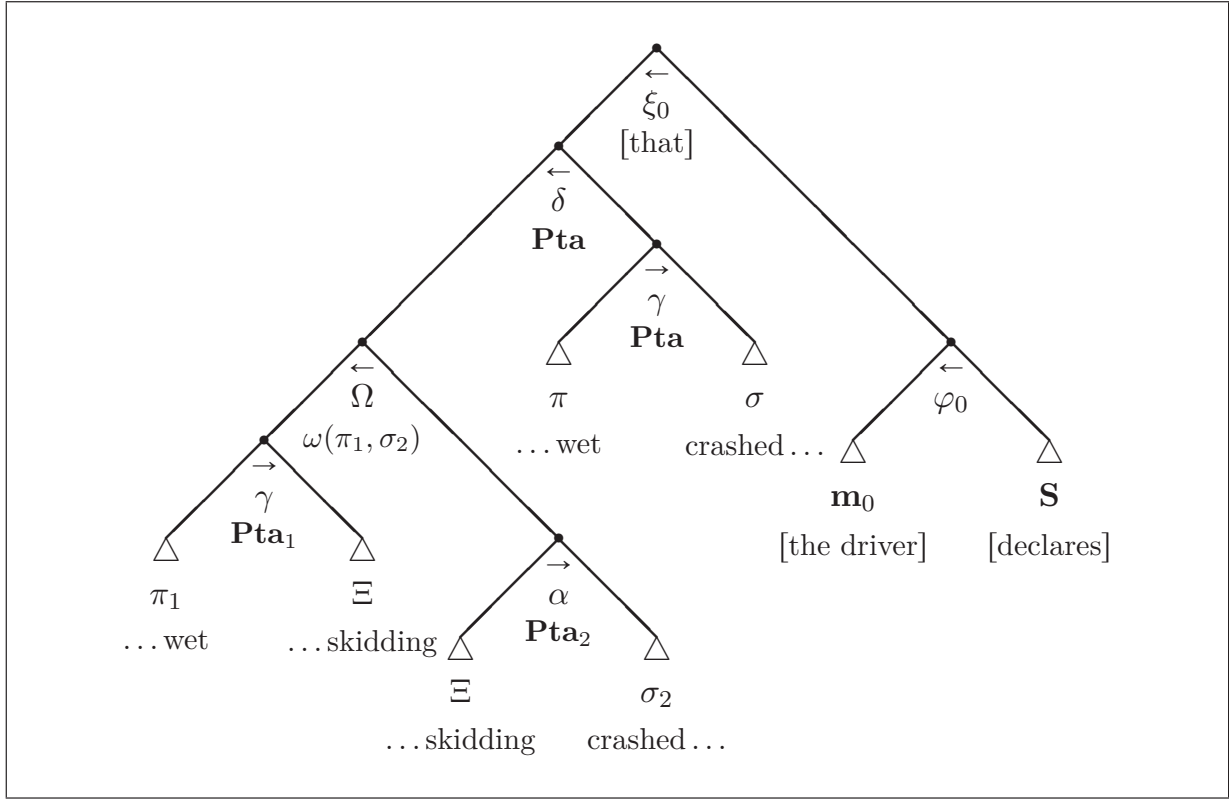 ←
ξ₀
[that]
←
δ
Pta
→
γ
Pta
π
σ
…wet
crashed…
←
Ω
ω(π₁, σ₂)
←
φ₀
→
γ
Pta₁
m₀
S
[the driver]
[declares]
π₁
Ξ
…wet
…skidding
→
α
Pta₂
Ξ
σ₂
…skidding
crashed…